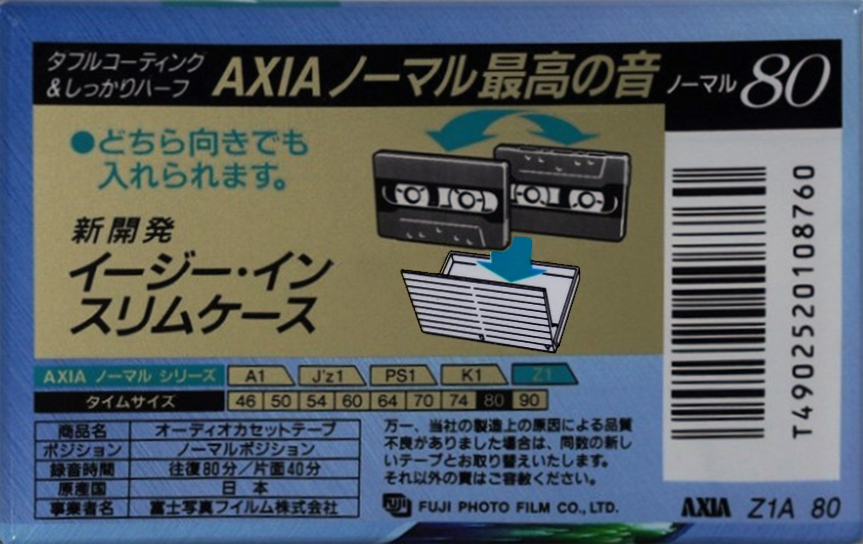 ダブルコーティング
&しっかりハーフ
AXIAノーマル最高の音
ノーマル80
●どちら向きでも
入れられます。
新開発
イージー・イン
スリムケース
T4902520108760
AXIA ノーマル シリーズ A1 J'z1 PS1 K1 Z1
タイムサイズ 46 50 54 60 64 70 74 80 90
商品名 オーディオカセットテープ
ポジション ノーマルポジション
録音時間 往復80分/片面40分
原産国 日本
事業者名 富士写真フイルム株式会社
万一、当社の製造上の原因による品質
不良がありました場合は、同数の新し
いテープとお取り替えいたします。
それ以外の責はご容赦ください。
FUJI FUJI PHOTO FILM CO., LTD.
AXIA Z1A 80